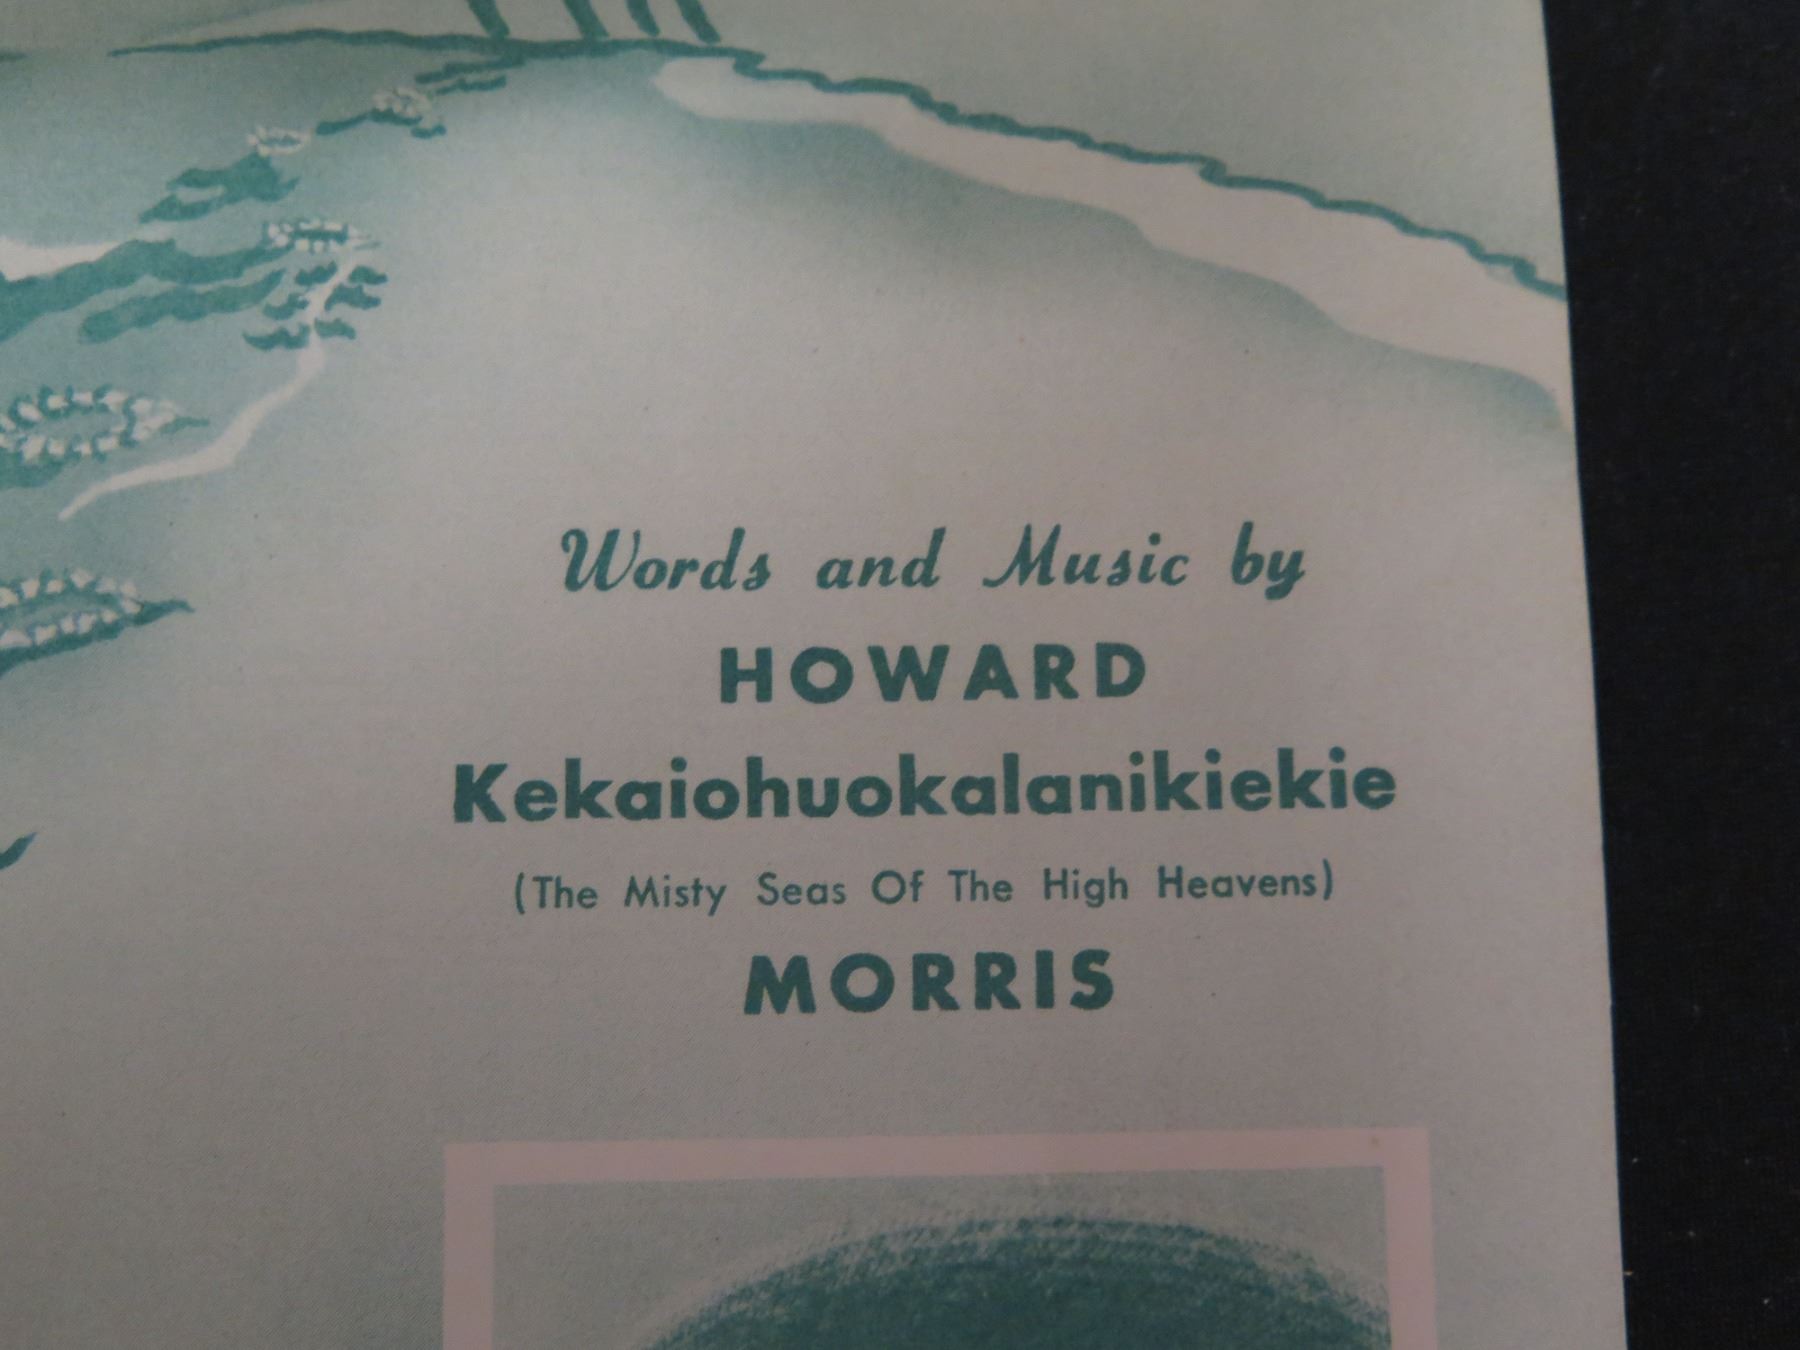 Words and Music by
HOWARD
Kekaiohuokalanikiekie
(The Misty Seas Of The High Heavens)
MORRIS